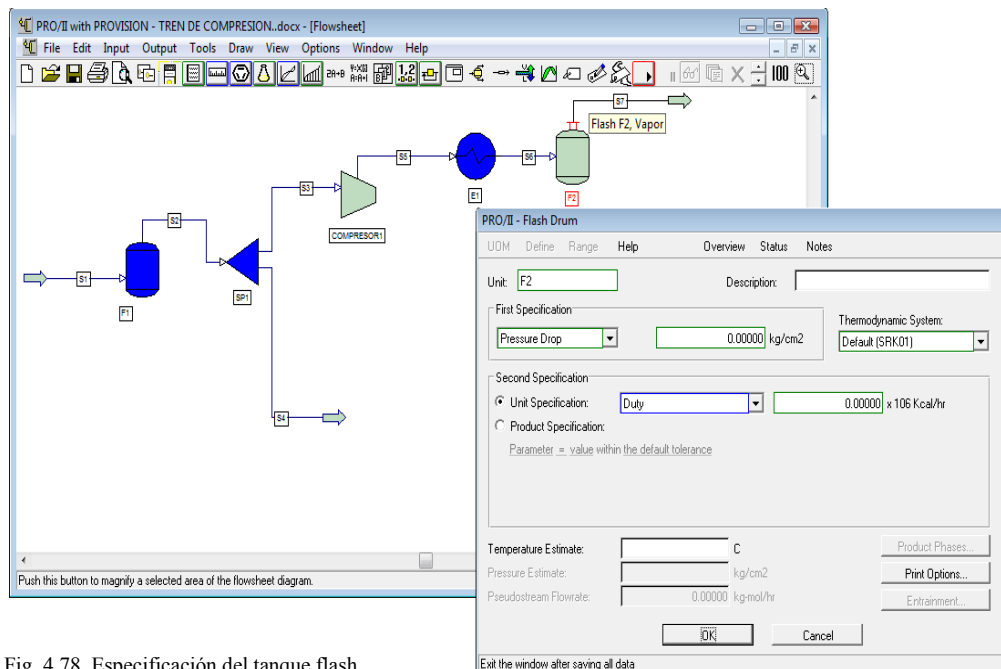 PRO/II with PROVISION - TREN DE COMPRESION..docx - [Flowsheet]
File Edit Input Output Tools Draw View Options Window Help
100
S7
Flash F2, Vapor
S5
S6
E1
F2
S3
COMPRESOR1
S2
S1
F1
SP1
S4
Push this button to magnify a selected area of the flowsheet diagram.
PRO/II - Flash Drum
UOM Define Range Help Overview Status Notes
Unit: F2 Description:
First Specification
Pressure Drop 0.00000 kg/cm2
Thermodynamic System:
Default (SRK01)
Second Specification
Unit Specification: Duty 0.00000 x 106 Kcal/hr
Product Specification:
Parameter = value within the default tolerance
Temperature Estimate: C
Product Phases...
Pressure Estimate: kg/cm2
Print Options...
Pseudostream Flowrate: 0.00000 kg-mol/hr
Entrainment...
OK Cancel
Exit the window after saving all data
Fig. 4.78 Especificación del tanque flash